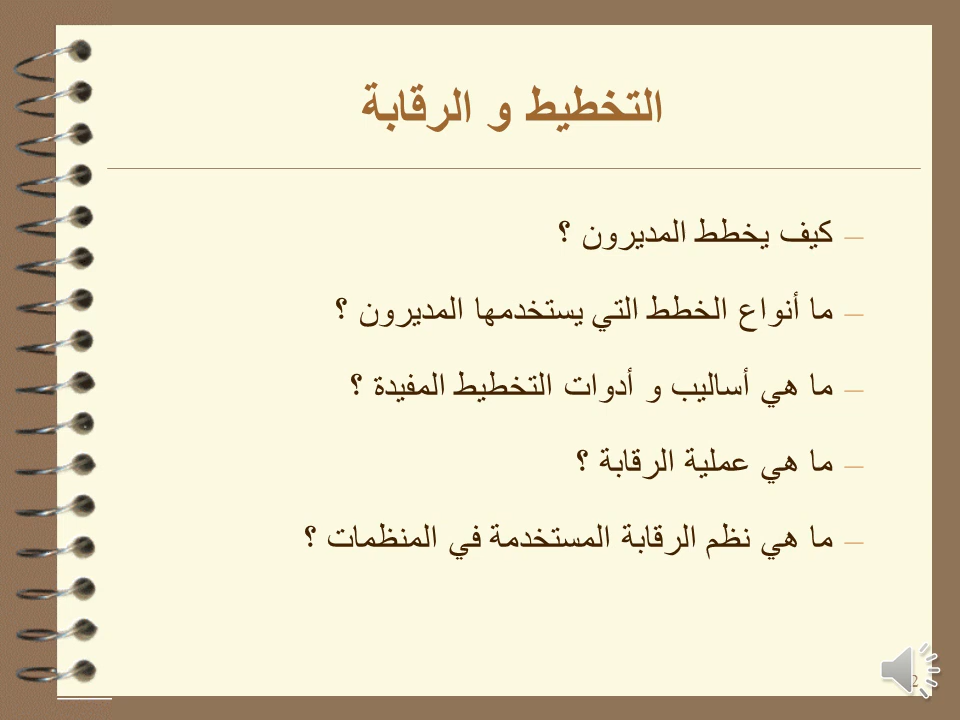 التخطيط و الرقابة
– كيف يخطط المديرون ؟
– ما أنواع الخطط التي يستخدمها المديرون ؟
– ما هي أساليب و أدوات التخطيط المفيدة ؟
– ما هي عملية الرقابة ؟
– ما هي نظم الرقابة المستخدمة في المنظمات ؟
2